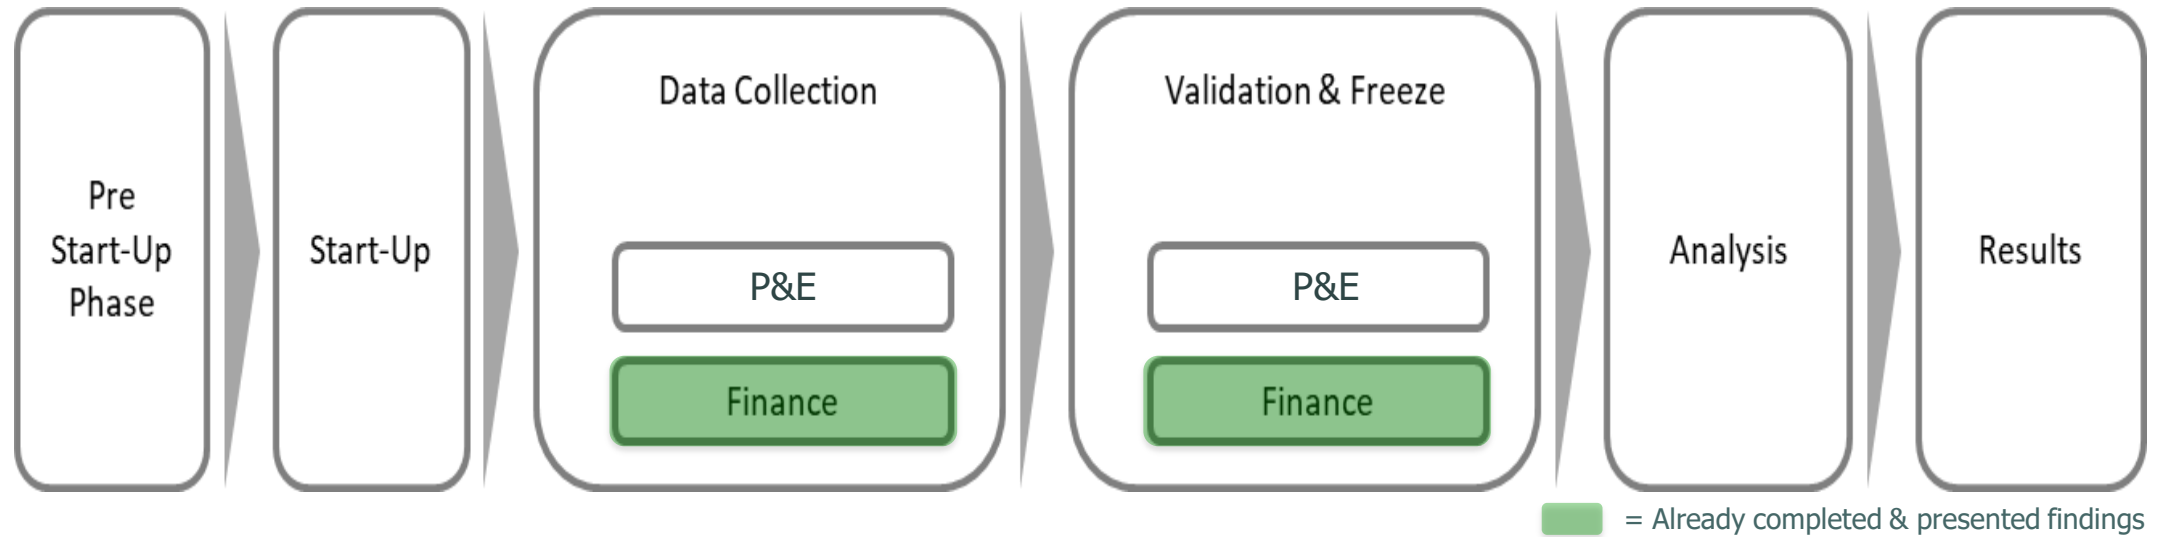 Pre
Start-Up
Phase
Start-Up
Data Collection
P&E
Finance
Validation & Freeze
P&E
Finance
Analysis
Results
= Already completed & presented findings